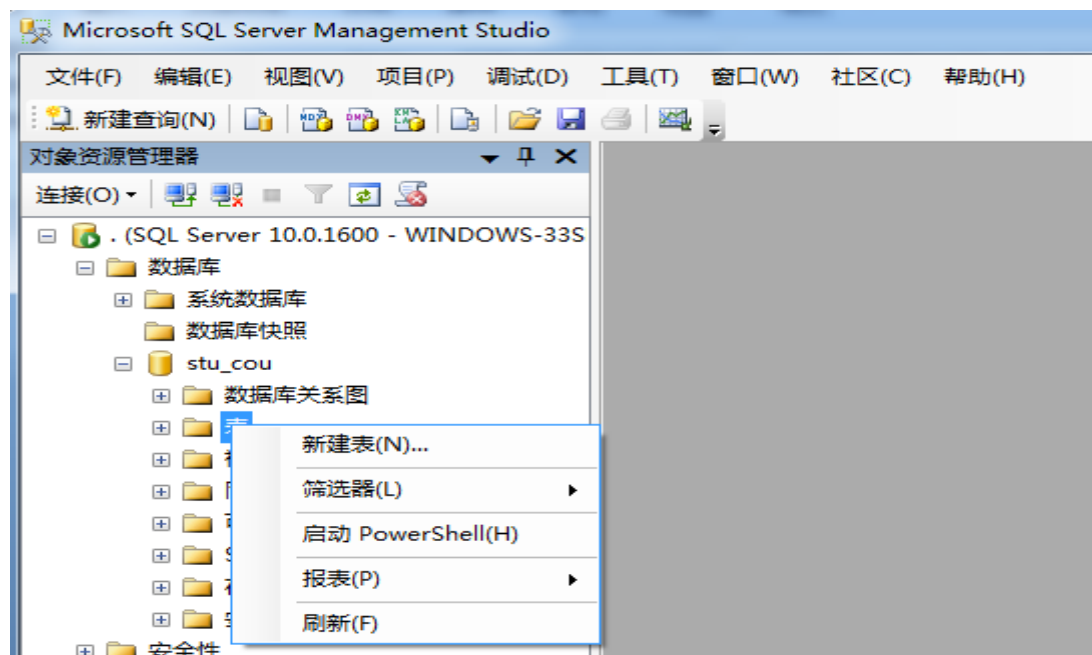 Microsoft SQL Server Management Studio
文件(F) 编辑(E) 视图(V) 项目(P) 调试(D) 工具(T) 窗口(W) 社区(C) 帮助(H)
新建查询(N)
对象资源管理器
连接(O)
. (SQL Server 10.0.1600 - WINDOWS-33S
数据库
系统数据库
数据库快照
stu_cou
数据库关系图
表
新建表(N)...
筛选器(L)
启动 PowerShell(H)
报表(P)
刷新(F)
安全性